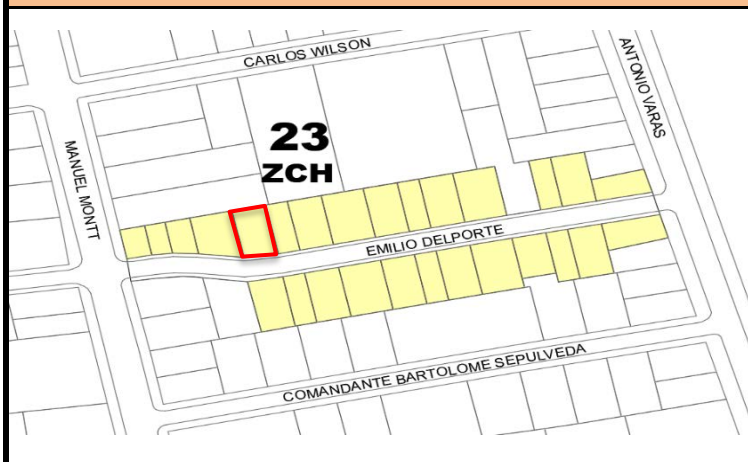 CARLOS WILSON
ANTONIO VARAS
23
ZCH
MANUEL MONTT
EMILIO DELPORTE
COMANDANTE BARTOLOME SEPULVEDA